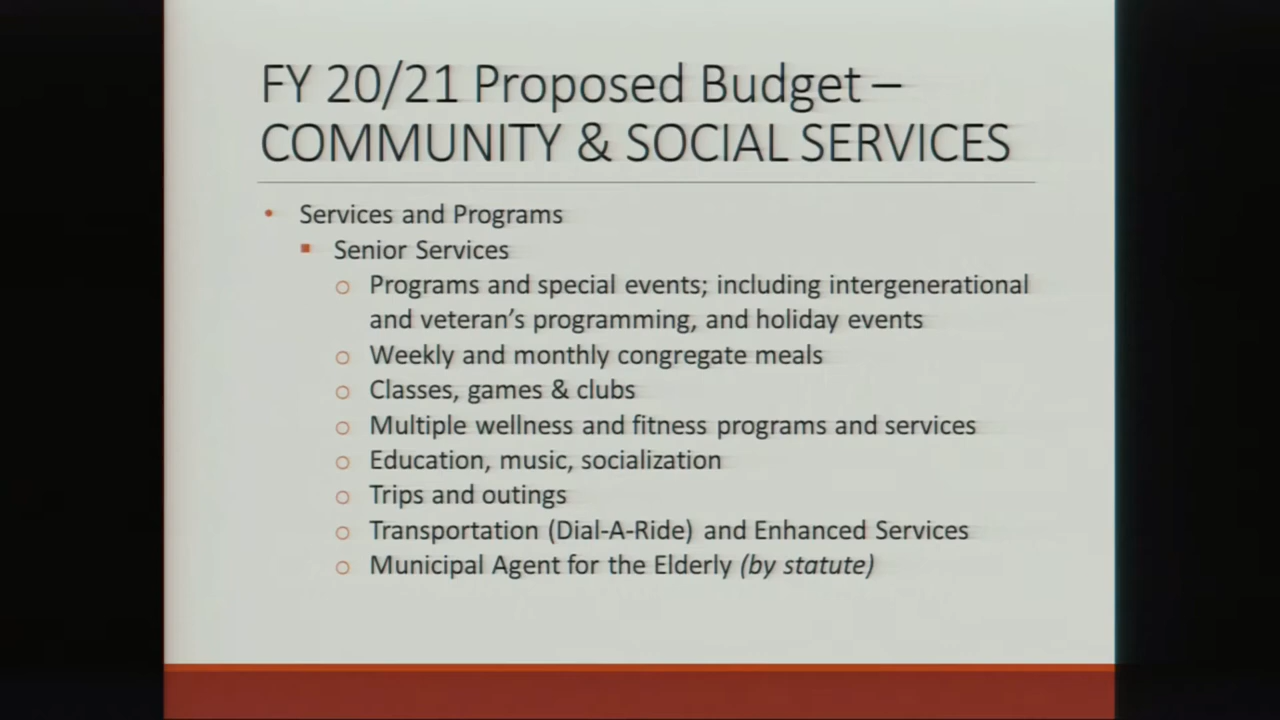 FY 20/21 Proposed Budget –
COMMUNITY & SOCIAL SERVICES
• Services and Programs
▪ Senior Services
o Programs and special events; including intergenerational
and veteran’s programming, and holiday events
o Weekly and monthly congregate meals
o Classes, games & clubs
o Multiple wellness and fitness programs and services
o Education, music, socialization
o Trips and outings
o Transportation (Dial-A-Ride) and Enhanced Services
o Municipal Agent for the Elderly (by statute)